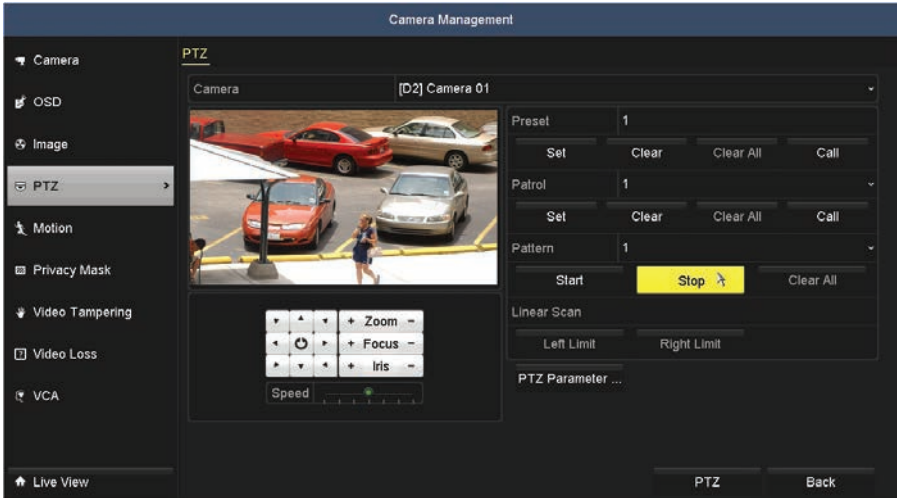 Camera Management
Camera
OSD
Image
PTZ
Motion
Privacy Mask
Video Tampering
Video Loss
VCA
Live View
PTZ
Camera [D2] Camera 01
Preset 1
Set Clear Clear All Call
Patrol 1
Set Clear Clear All Call
Pattern 1
Start Stop Clear All
Linear Scan
Left Limit Right Limit
PTZ Parameter ...
+ Zoom -
+ Focus -
+ Iris -
Speed
PTZ Back